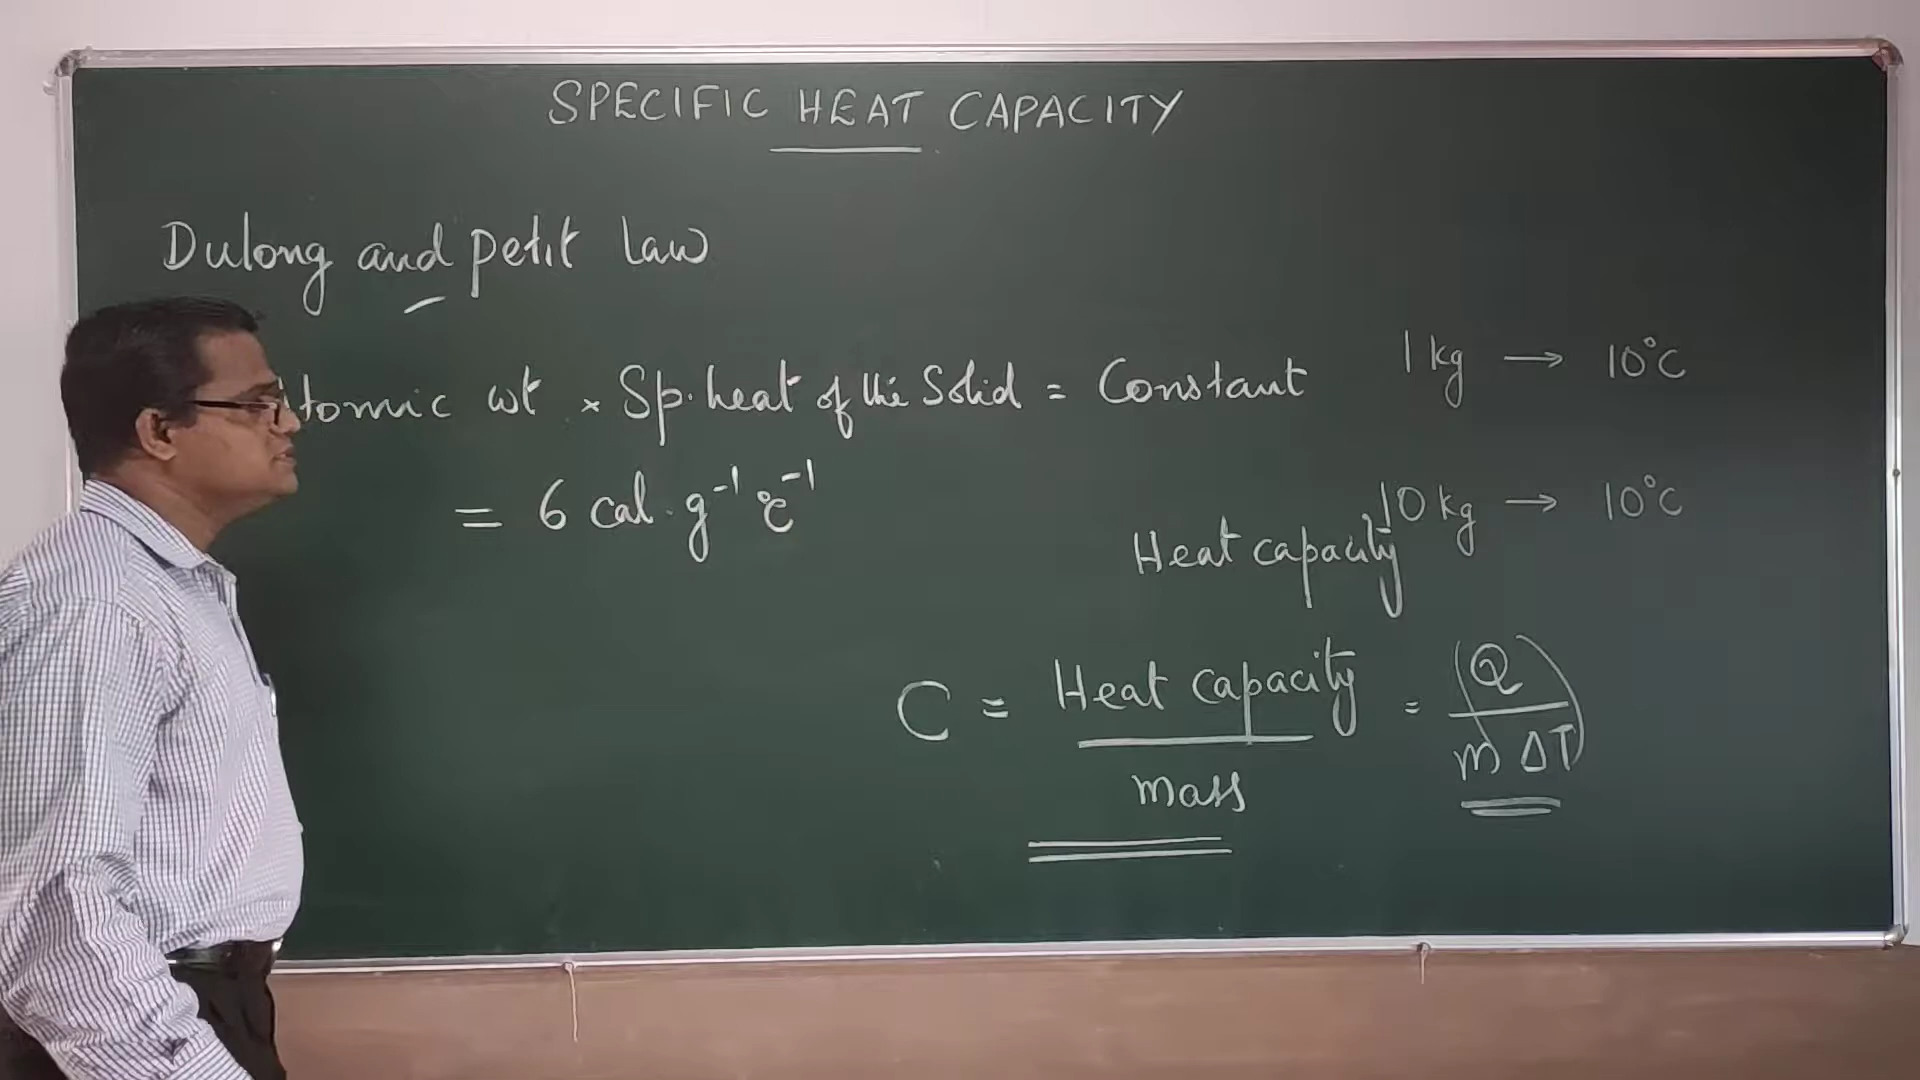 SPECIFIC HEAT CAPACITY
Dulong and petit law
Atomic wt × Sp. heat of the Solid = Constant
= 6 cal. g⁻¹ °C⁻¹
1 kg → 10°C
10 kg → 10°C
Heat capacity
C = Heat capacity / mass = (Q / m ΔT)